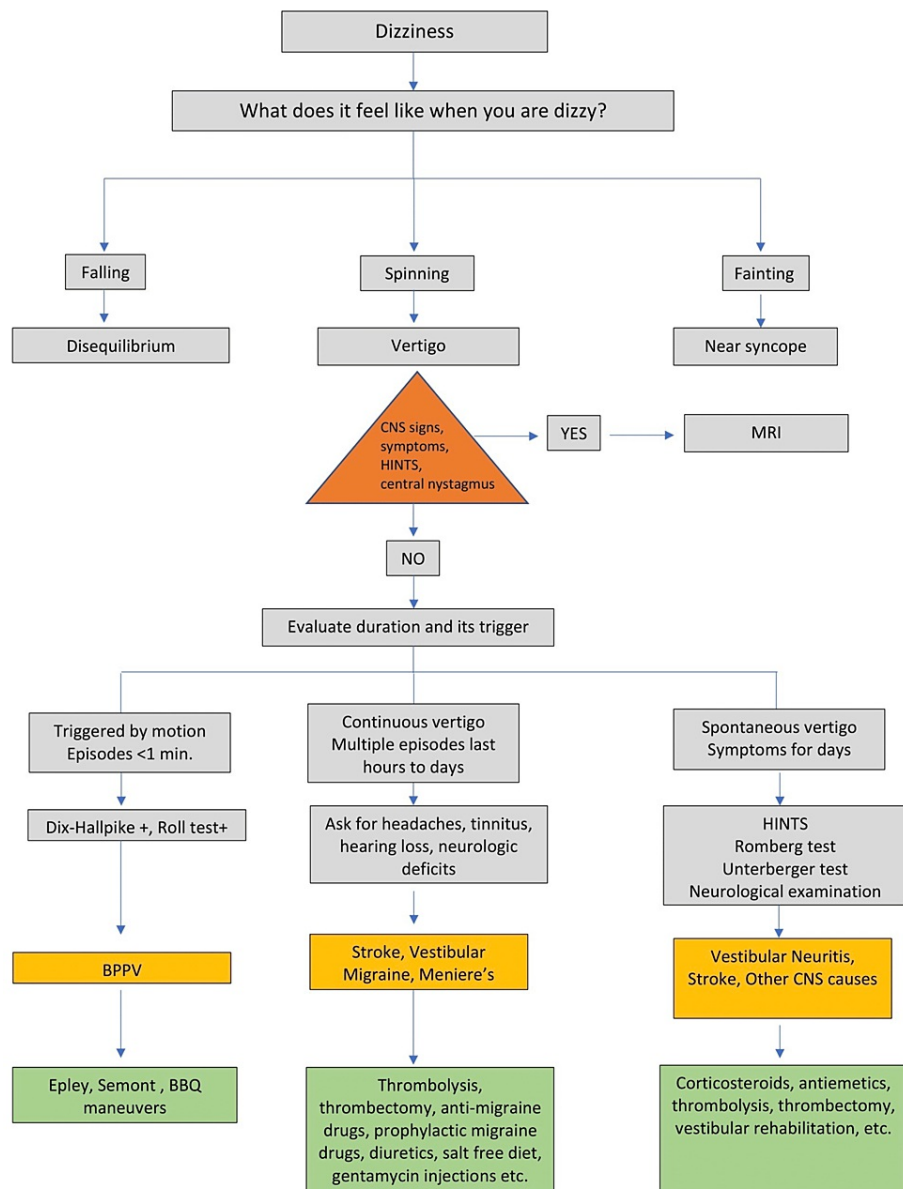 Dizziness
What does it feel like when you are dizzy?
Falling
Spinning
Fainting
Disequilibrium
Vertigo
Near syncope
CNS signs,
symptoms,
HINTS,
central nystagmus
YES
MRI
NO
Evaluate duration and its trigger
Triggered by motion
Episodes <1 min.
Continuous vertigo
Multiple episodes last
hours to days
Spontaneous vertigo
Symptoms for days
Dix-Hallpike +, Roll test+
Ask for headaches, tinnitus,
hearing loss, neurologic
deficits
HINTS
Romberg test
Unterberger test
Neurological examination
BPPV
Stroke, Vestibular
Migraine, Meniere’s
Vestibular Neuritis,
Stroke, Other CNS causes
Epley, Semont , BBQ
maneuvers
Thrombolysis,
thrombectomy, anti-migraine
drugs, prophylactic migraine
drugs, diuretics, salt free diet,
gentamycin injections etc.
Corticosteroids, antiemetics,
thrombolysis, thrombectomy,
vestibular rehabilitation, etc.